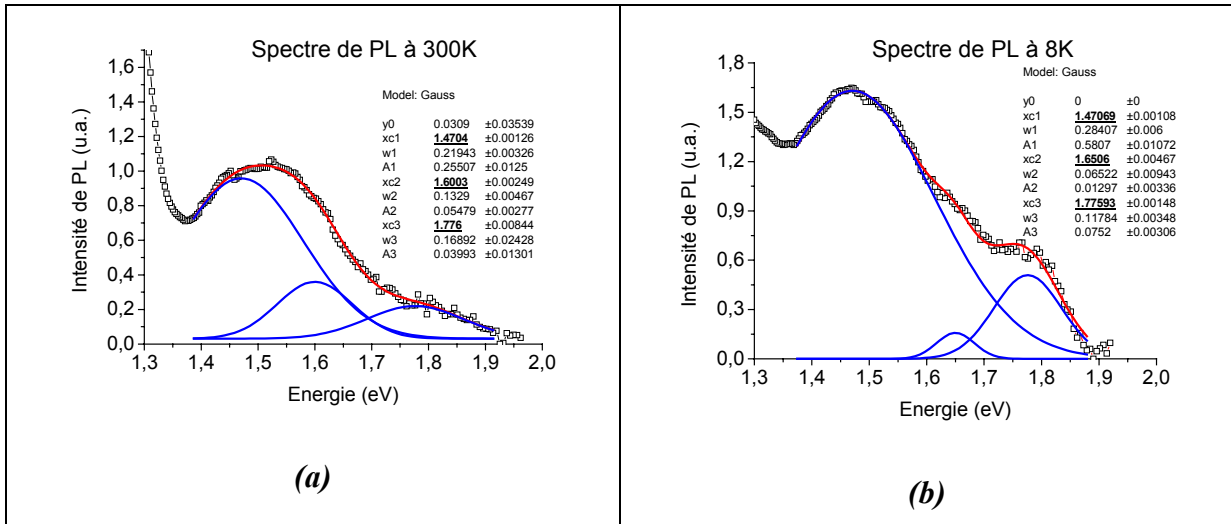 Spectre de PL à 300K
Model: Gauss
y0 0.0309 ±0.03539
xc1 1.4704 ±0.00126
w1 0.21943 ±0.00326
A1 0.25507 ±0.0125
xc2 1.6003 ±0.00249
w2 0.1329 ±0.00467
A2 0.05479 ±0.00277
xc3 1.776 ±0.00844
w3 0.16892 ±0.02428
A3 0.03993 ±0.01301
Intensité de PL (u.a.)
1,6
1,4
1,2
1,0
0,8
0,6
0,4
0,2
0,0
1,3 1,4 1,5 1,6 1,7 1,8 1,9 2,0
Energie (eV)
(a)
Spectre de PL à 8K
Model: Gauss
y0 0 ±0
xc1 1.47069 ±0.00108
w1 0.28407 ±0.006
A1 0.5807 ±0.01072
xc2 1.6506 ±0.00467
w2 0.06522 ±0.00943
A2 0.01297 ±0.00336
xc3 1.77593 ±0.00148
w3 0.11784 ±0.00348
A3 0.0752 ±0.00306
Intensité de PL (u.a.)
1,8
1,5
1,2
0,9
0,6
0,3
0,0
1,3 1,4 1,5 1,6 1,7 1,8 1,9 2,0
Energie (eV)
(b)